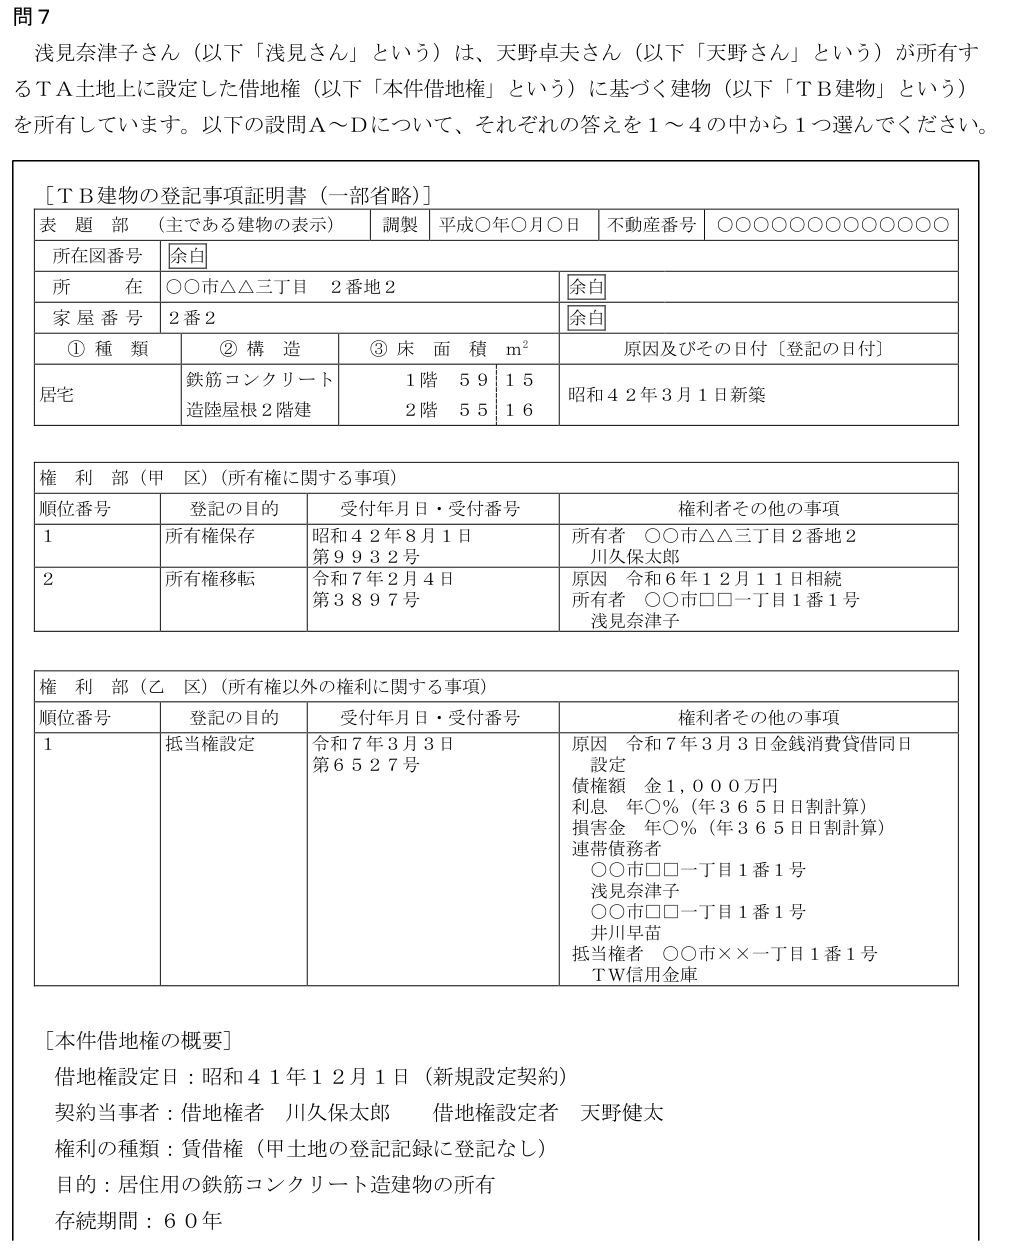 問７
浅見奈津子さん（以下「浅見さん」という）は、天野卓夫さん（以下「天野さん」という）が所有す
るＴＡ土地上に設定した借地権（以下「本件借地権」という）に基づく建物（以下「ＴＢ建物」という）
を所有しています。以下の設問Ａ～Ｄについて、それぞれの答えを１～４の中から１つ選んでください。
［ＴＢ建物の登記事項証明書（一部省略）］
表　題　部　（主である建物の表示） 調製 平成〇年〇月〇日 不動産番号 〇〇〇〇〇〇〇〇〇〇〇〇〇
所在図番号 余白
所　　　在 〇〇市△△三丁目　２番地２ 余白
家屋番号 ２番２ 余白
① 種　類 ② 構　造 ③ 床　面　積　m² 原因及びその日付〔登記の日付〕
居宅 鉄筋コンクリート造陸屋根２階建 １階　５９ １５ 昭和４２年３月１日新築
２階　５５ １６
権　利　部（甲　区）（所有権に関する事項）
順位番号 登記の目的 受付年月日・受付番号 権利者その他の事項
１ 所有権保存 昭和４２年８月１日 所有者　〇〇市△△三丁目２番地２
第９９３２号 川久保太郎
２ 所有権移転 令和７年２月４日 原因　令和６年１２月１１日相続
第３８９７号 所有者　〇〇市□□一丁目１番１号
浅見奈津子
権　利　部（乙　区）（所有権以外の権利に関する事項）
順位番号 登記の目的 受付年月日・受付番号 権利者その他の事項
１ 抵当権設定 令和７年３月３日 原因　令和７年３月３日金銭消費貸借同日
第６５２７号 設定
債権額　金１，０００万円
利息　年〇％（年３６５日日割計算）
損害金　年〇％（年３６５日日割計算）
連帯債務者
〇〇市□□一丁目１番１号
浅見奈津子
〇〇市□□一丁目１番１号
井川早苗
抵当権者　〇〇市××一丁目１番１号
ＴＷ信用金庫
［本件借地権の概要］
借地権設定日：昭和４１年１２月１日（新規設定契約）
契約当事者：借地権者　川久保太郎　　借地権設定者　天野健太
権利の種類：賃借権（甲土地の登記記録に登記なし）
目的：居住用の鉄筋コンクリート造建物の所有
存続期間：６０年